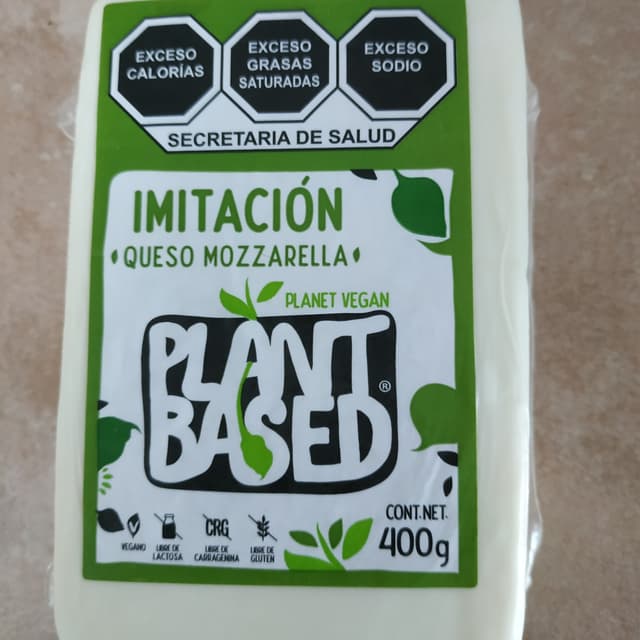 EXCESO
CALORÍAS
EXCESO
GRASAS
SATURADAS
EXCESO
SODIO
SECRETARIA DE SALUD
IMITACIÓN
QUESO MOZZARELLA
PLANET VEGAN
PLANT
BASED®
VEGANO
LIBRE DE
LACTOSA
CRG
LIBRE DE
CARRAGENINA
LIBRE DE
GLUTEN
CONT. NET.
400g